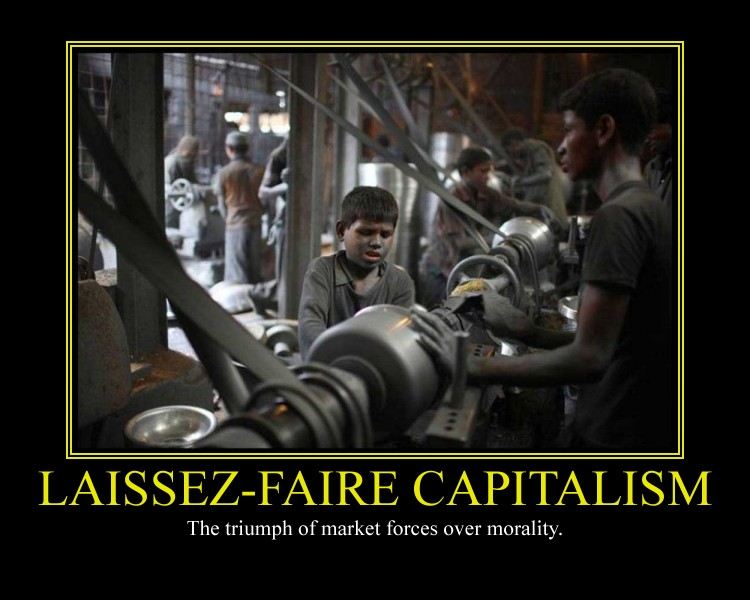 LAISSEZ-FAIRE CAPITALISM
The triumph of market forces over morality.